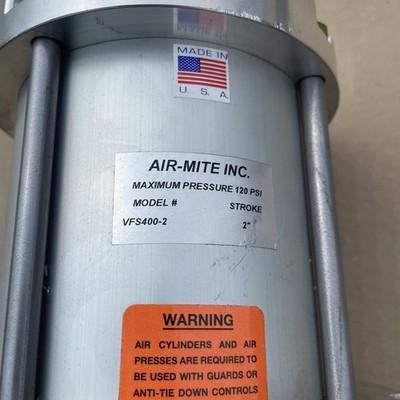 MADE IN
U. S. A.
AIR-MITE INC.
MAXIMUM PRESSURE 120 PSI
MODEL # STROKE
VFS400-2 2"
WARNING
AIR CYLINDERS AND AIR
PRESSES ARE REQUIRED TO
BE USED WITH GUARDS OR
ANTI-TIE DOWN CONTROLS